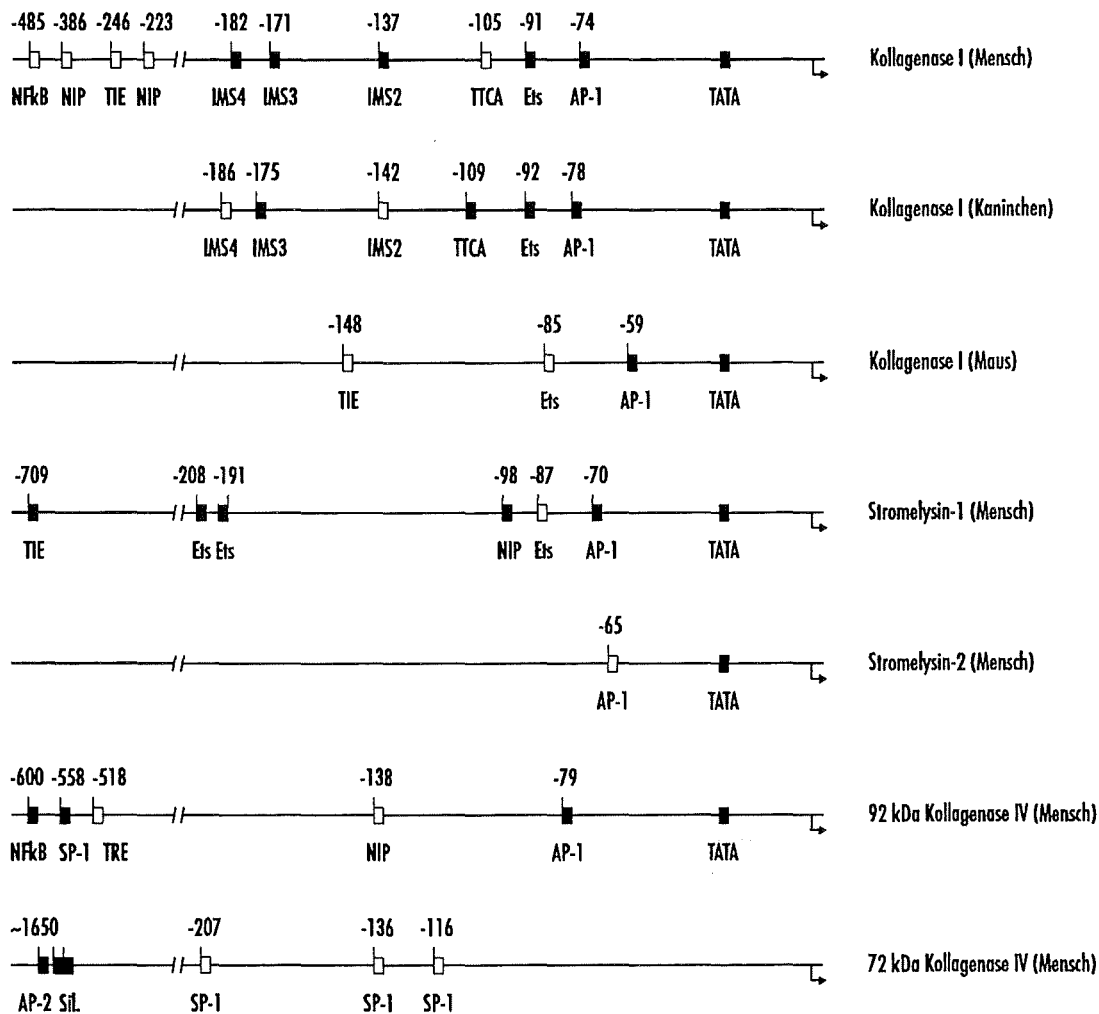 -485 -386 -246 -223 -182 -171 -137 -105 -91 -74
Kollagenase I (Mensch)
NFkB NIP TIE NIP IMS4 IMS3 IMS2 TTCA Ets AP-1 TATA
-186 -175 -142 -109 -92 -78
Kollagenase I (Kaninchen)
IMS4 IMS3 IMS2 TTCA Ets AP-1 TATA
-148 -85 -59
Kollagenase I (Maus)
TIE Ets AP-1 TATA
-709 -208 -191 -98 -87 -70
Stromelysin-1 (Mensch)
TIE Ets Ets NIP Ets AP-1 TATA
-65
Stromelysin-2 (Mensch)
AP-1 TATA
-600 -558 -518 -138 -79
92 kDa Kollagenase IV (Mensch)
NFkB SP-1 TRE NIP AP-1 TATA
~1650 -207 -136 -116
72 kDa Kollagenase IV (Mensch)
AP-2 SiL SP-1 SP-1 SP-1